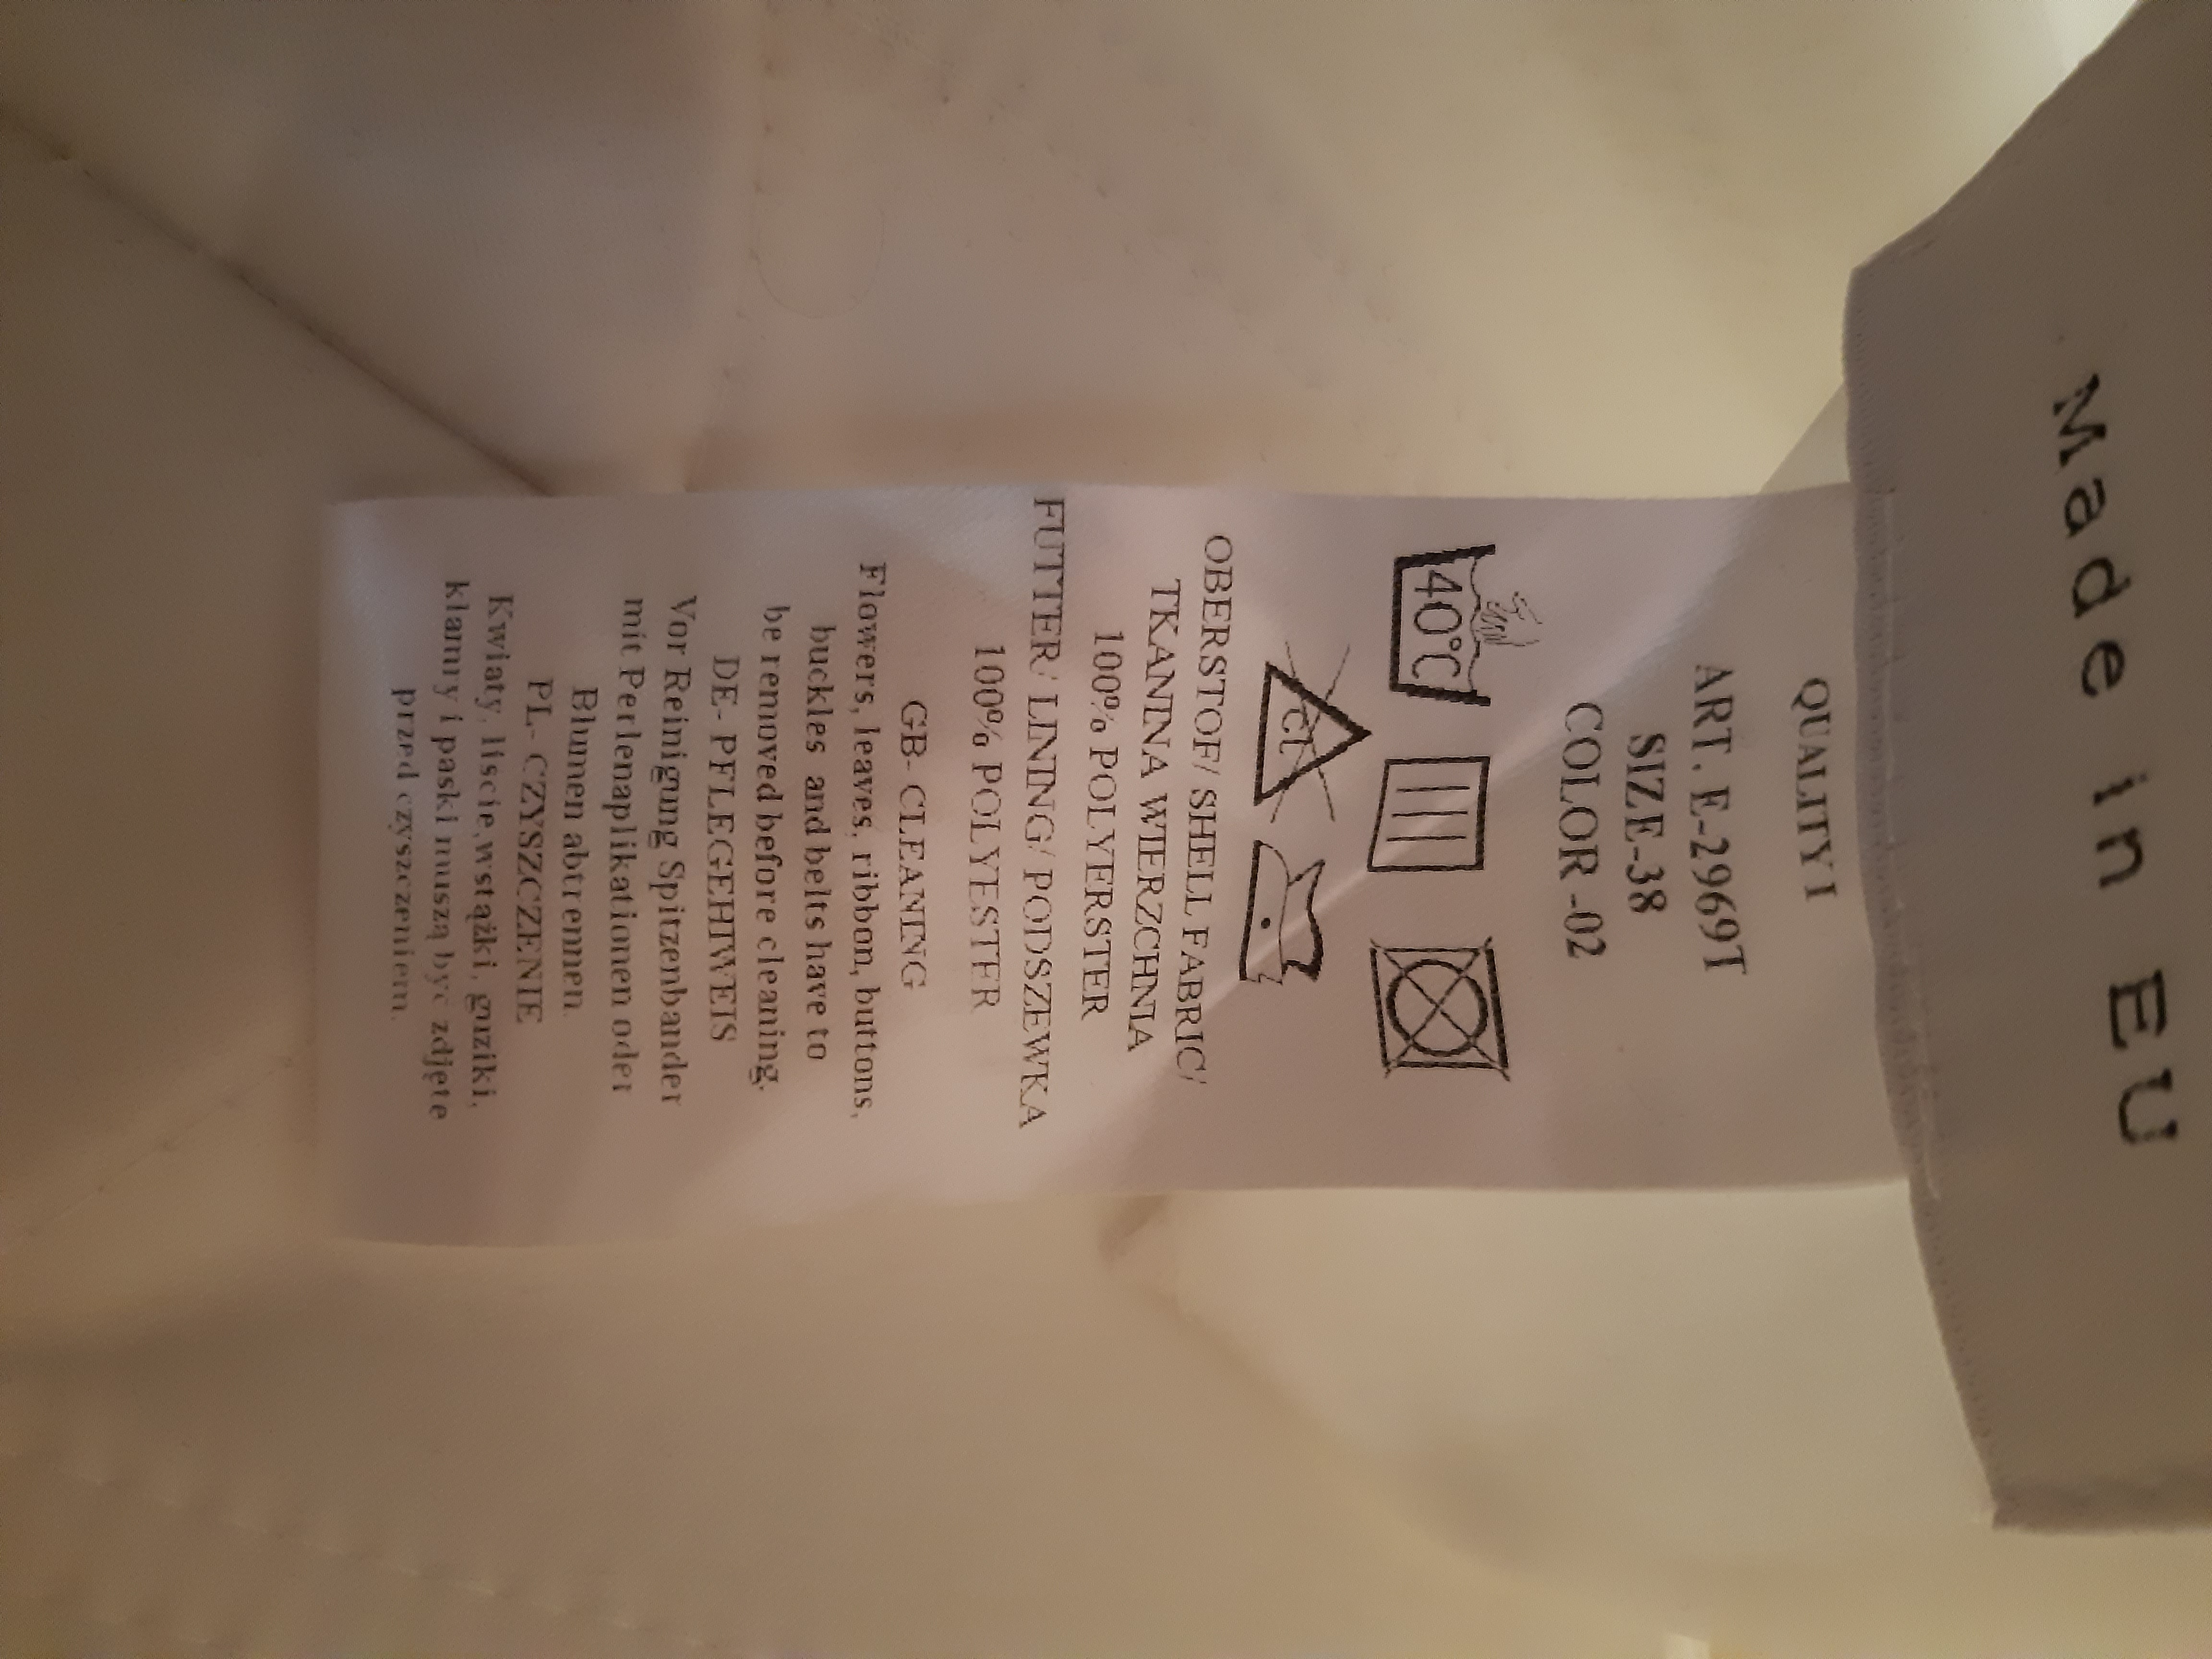 Made in EU
QUALITY I
ART. E-2969T
SIZE-38
COLOR -02
40°C
CL
OBERSTOF/ SHELL FABRIC/
TKANINA WIERZCHNIA
100% POLYIERSTER
FUTTER/ LINING/ PODSZEWKA
100% POLYESTER
GB- CLEANING
Flowers, leaves, ribbon, buttons,
buckles and belts have to
be removed before cleaning.
DE- PFLEGEHIWEIS
Vor Reinigung Spitzenbander
mit Perlenaplikationen oder
Blumen abtrennen
PL- CZYSZCZENIE
Kwiaty, liscie, wstążki, guziki,
klamry i paski muszą byc zdjęte
przed czyszczeniem.